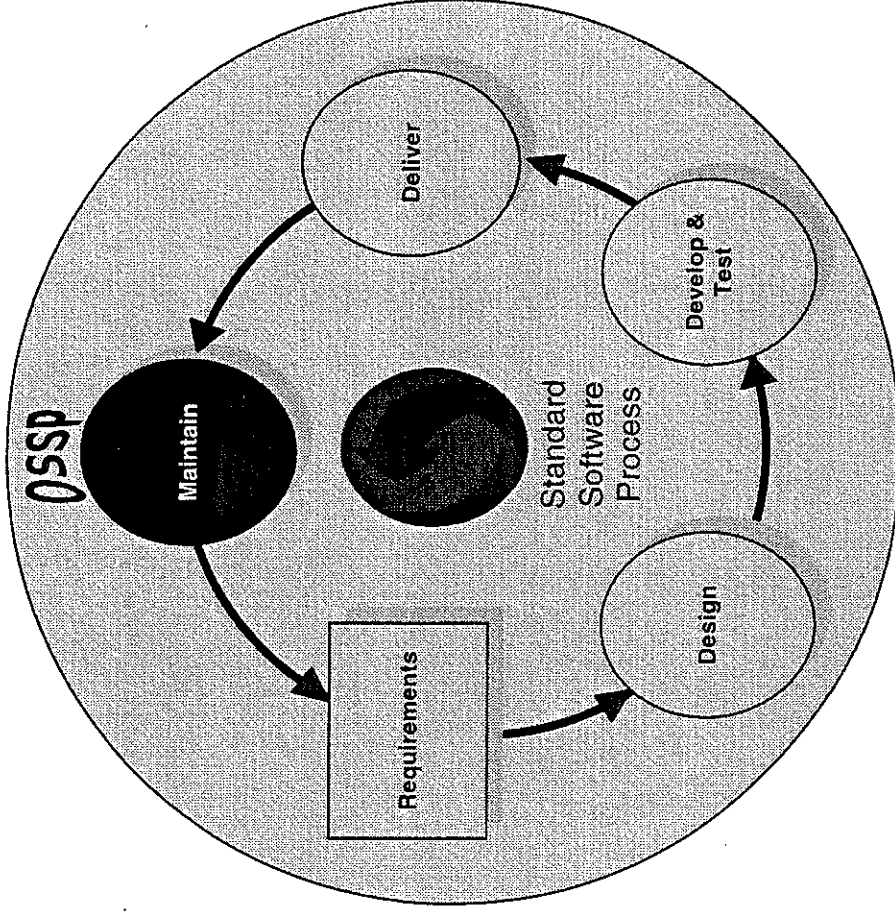 OSSP
Maintain
Requirements
Deliver
Standard
Software
Process
Design
Develop &
Test